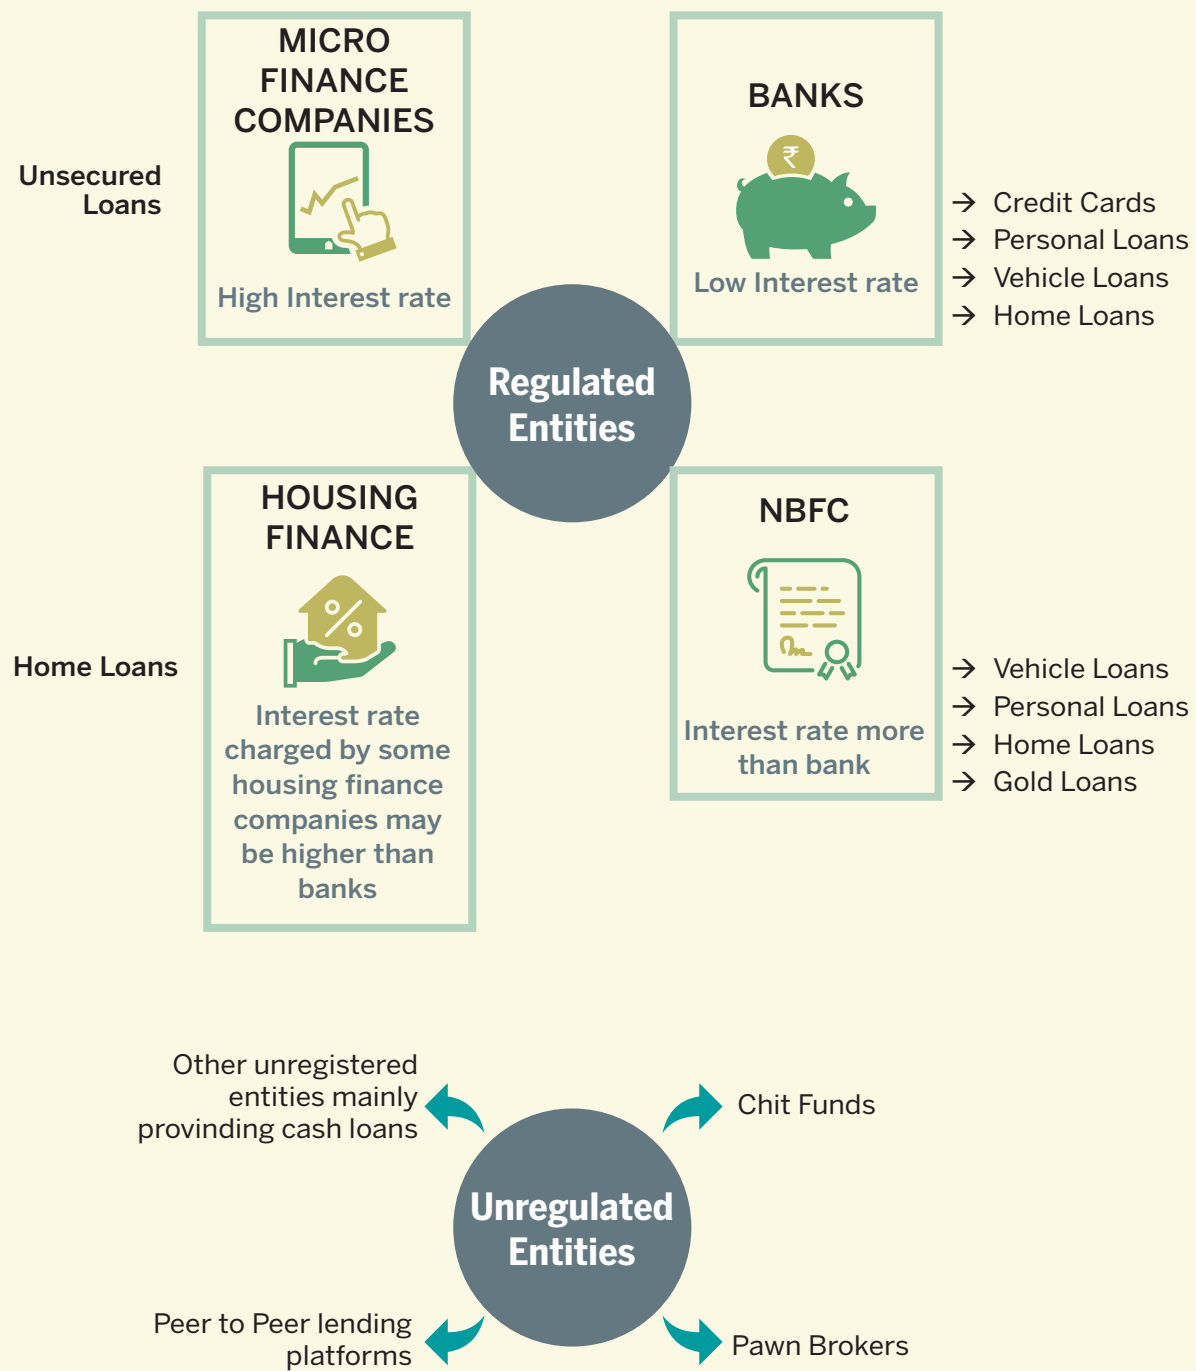 MICRO
FINANCE
COMPANIES
Unsecured
Loans
High Interest rate
BANKS
₹
Low Interest rate
→ Credit Cards
→ Personal Loans
→ Vehicle Loans
→ Home Loans
Regulated
Entities
HOUSING
FINANCE
%
Home Loans
Interest rate
charged by some
housing finance
companies may
be higher than
banks
NBFC
Interest rate more
than bank
→ Vehicle Loans
→ Personal Loans
→ Home Loans
→ Gold Loans
Other unregistered
entities mainly
provinding cash loans
Chit Funds
Unregulated
Entities
Peer to Peer lending
platforms
Pawn Brokers